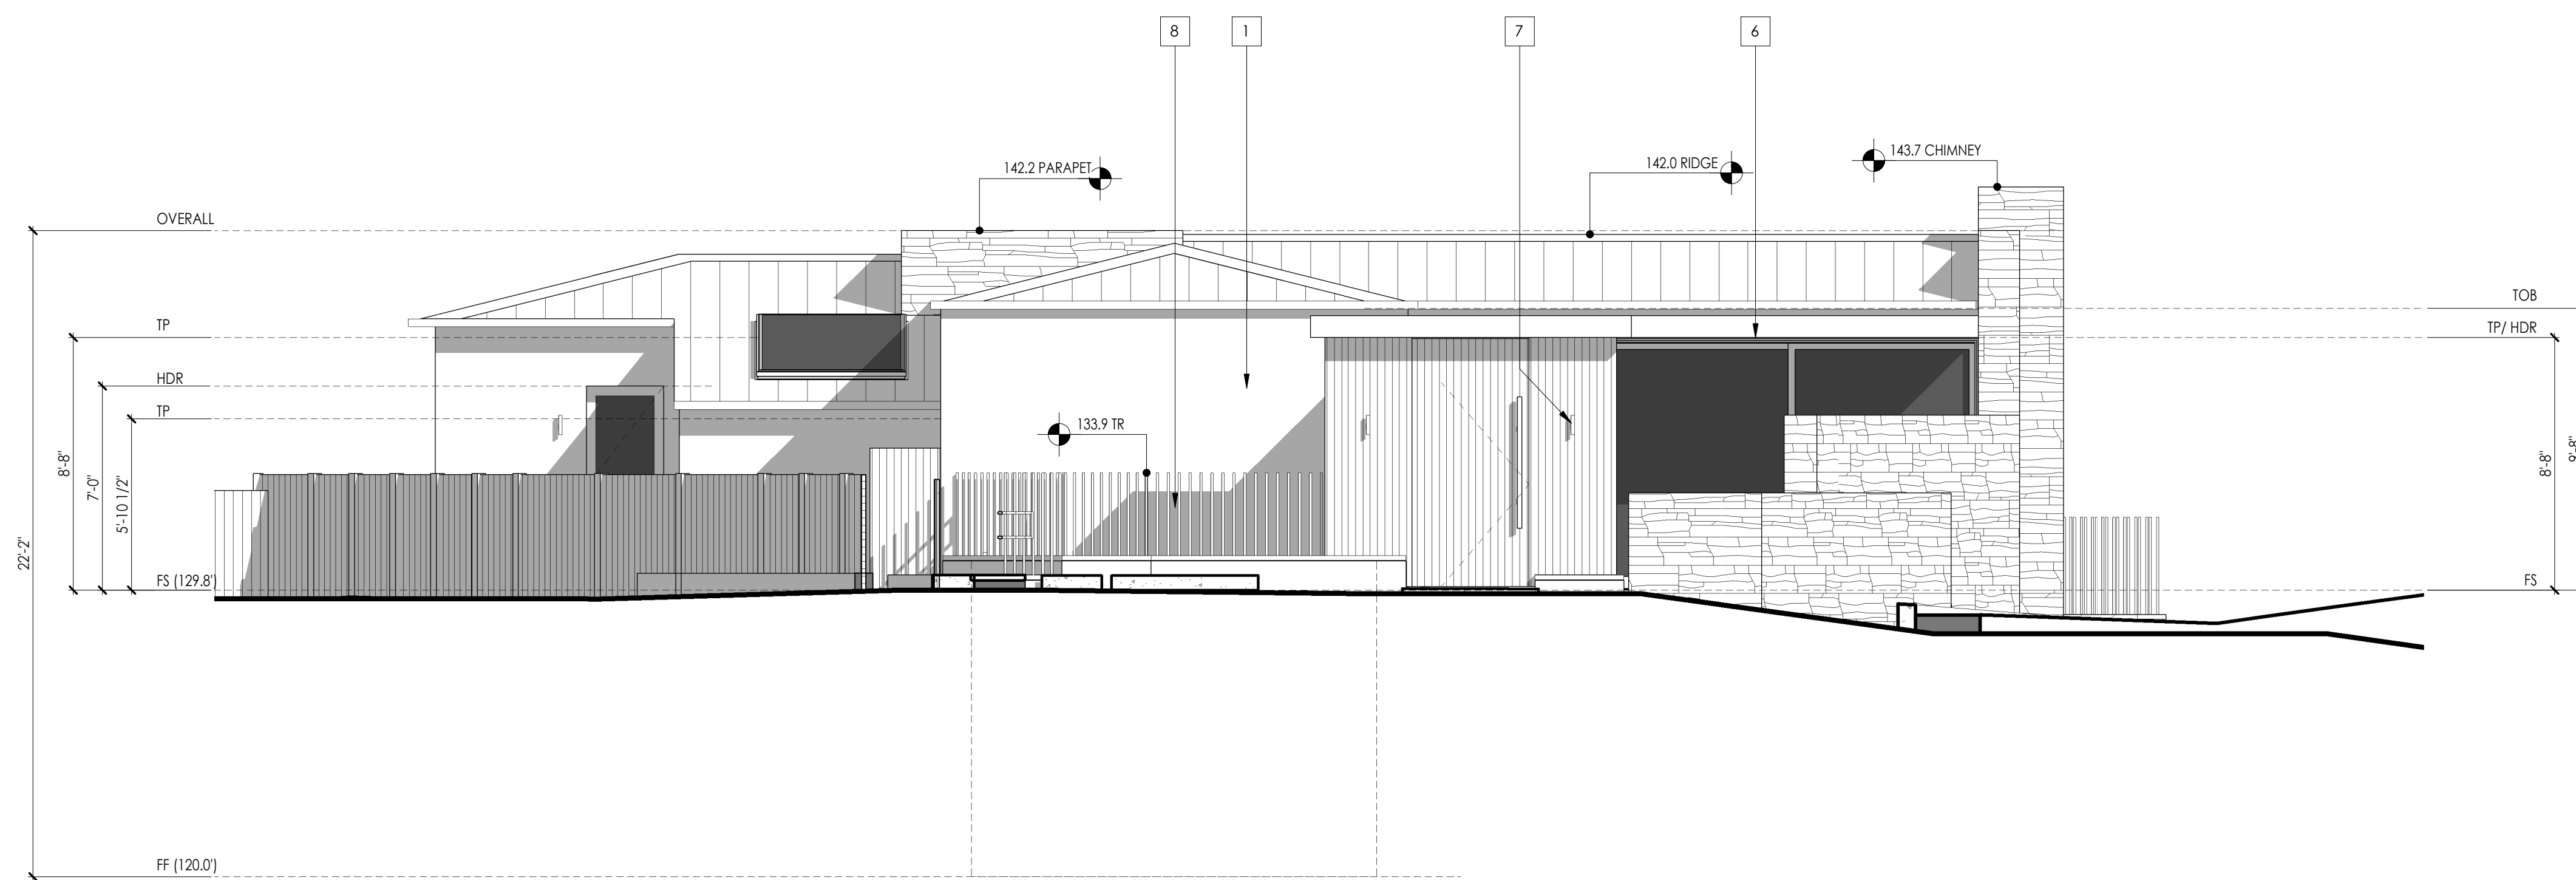 8
1
7
6
143.7 CHIMNEY
142.2 PARAPET
142.0 RIDGE
OVERALL
TOB
TP
TP/ HDR
HDR
TP
133.9 TR
8'-8"
7'-0"
5'-10 1/2"
22'-2"
8'-8"
9'-8"
FS (129.8')
FS
FF (120.0')